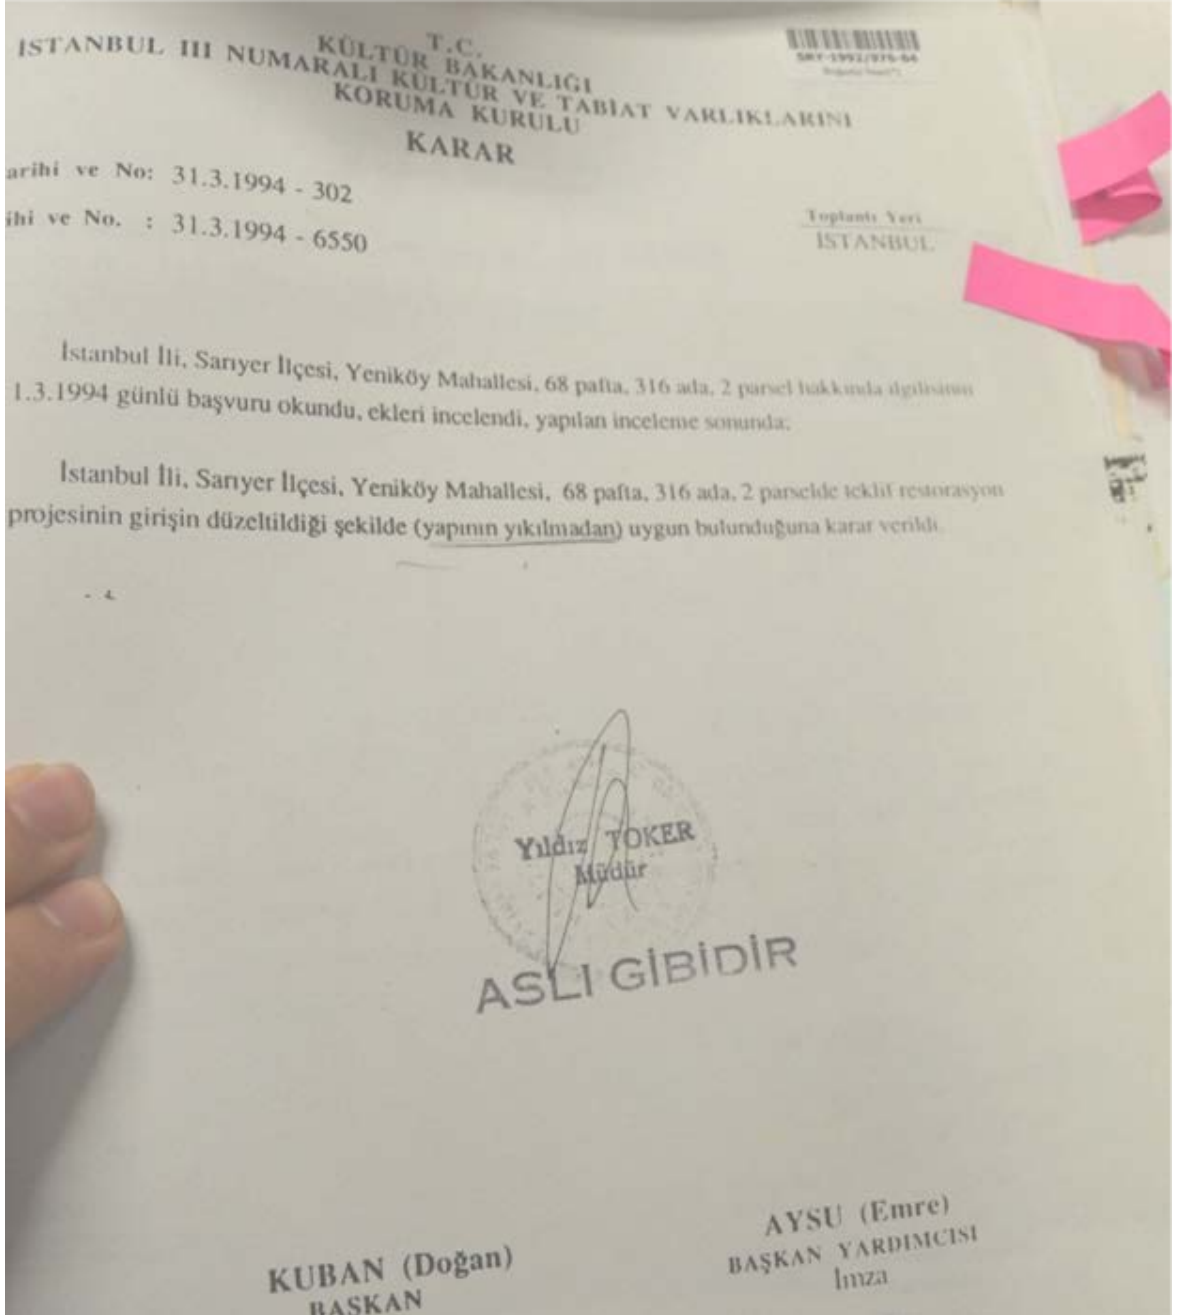 T.C.
KÜLTÜR BAKANLIĞI
İSTANBUL III NUMARALI KÜLTÜR VE TABİAT VARLIKLARINI
KORUMA KURULU
KARAR
arihi ve No: 31.3.1994 - 302
ihi ve No. : 31.3.1994 - 6550
Toplantı Yeri
İSTANBUL
İstanbul İli, Sarıyer İlçesi, Yeniköy Mahallesi, 68 pafta, 316 ada, 2 parsel hakkında ilgilisinin
1.3.1994 günlü başvuru okundu, ekleri incelendi, yapılan inceleme sonunda;
İstanbul İli, Sarıyer İlçesi, Yeniköy Mahallesi, 68 pafta, 316 ada, 2 parselde teklif restorasyon
projesinin girişin düzeltildiği şekilde (yapının yıkılmadan) uygun bulunduğuna karar verildi.
Yıldız TOKER
Müdür
ASLI GİBİDİR
AYSU (Emre)
BAŞKAN YARDIMCISI
İmza
KUBAN (Doğan)
BAŞKAN